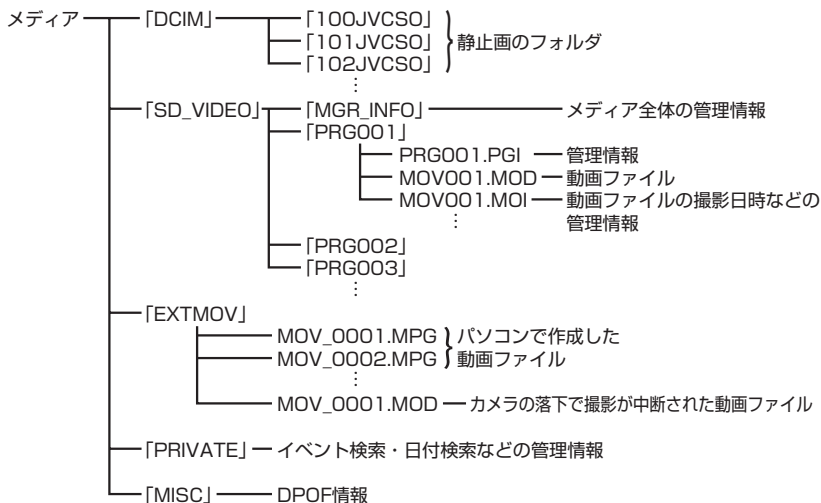 メディア 「DCIM」 「100JVCSO」
「101JVCSO」 静止画のフォルダ
「102JVCSO」
「SD_VIDEO」 「MGR_INFO」 メディア全体の管理情報
「PRG001」
PRG001.PGI 管理情報
MOV001.MOD 動画ファイル
MOV001.MOI 動画ファイルの撮影日時などの
管理情報
「PRG002」
「PRG003」
「EXTMOV」
MOV_0001.MPG パソコンで作成した
MOV_0002.MPG 動画ファイル
MOV_0001.MOD カメラの落下で撮影が中断された動画ファイル
「PRIVATE」 イベント検索・日付検索などの管理情報
「MISC」 DPOF情報